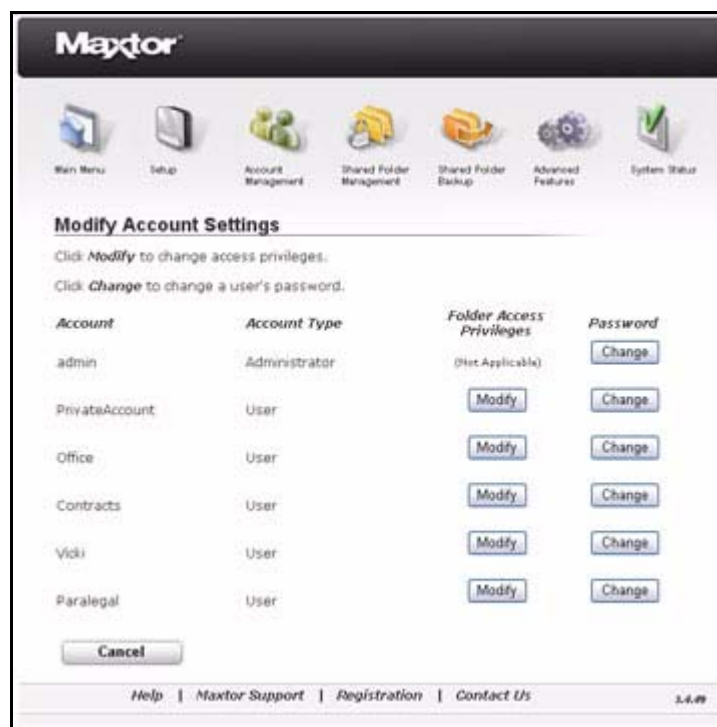 Maxtor
Main Menu
Setup
Account Management
Shared Folder Management
Shared Folder Backup
Advanced Features
System Status
Modify Account Settings
Click Modify to change access privileges.
Click Change to change a user's password.
Account Account Type Folder Access Privileges Password
admin Administrator (Not Applicable) Change
PrivateAccount User Modify Change
Office User Modify Change
Contracts User Modify Change
Vicki User Modify Change
Paralegal User Modify Change
Cancel
Help | Maxtor Support | Registration | Contact Us